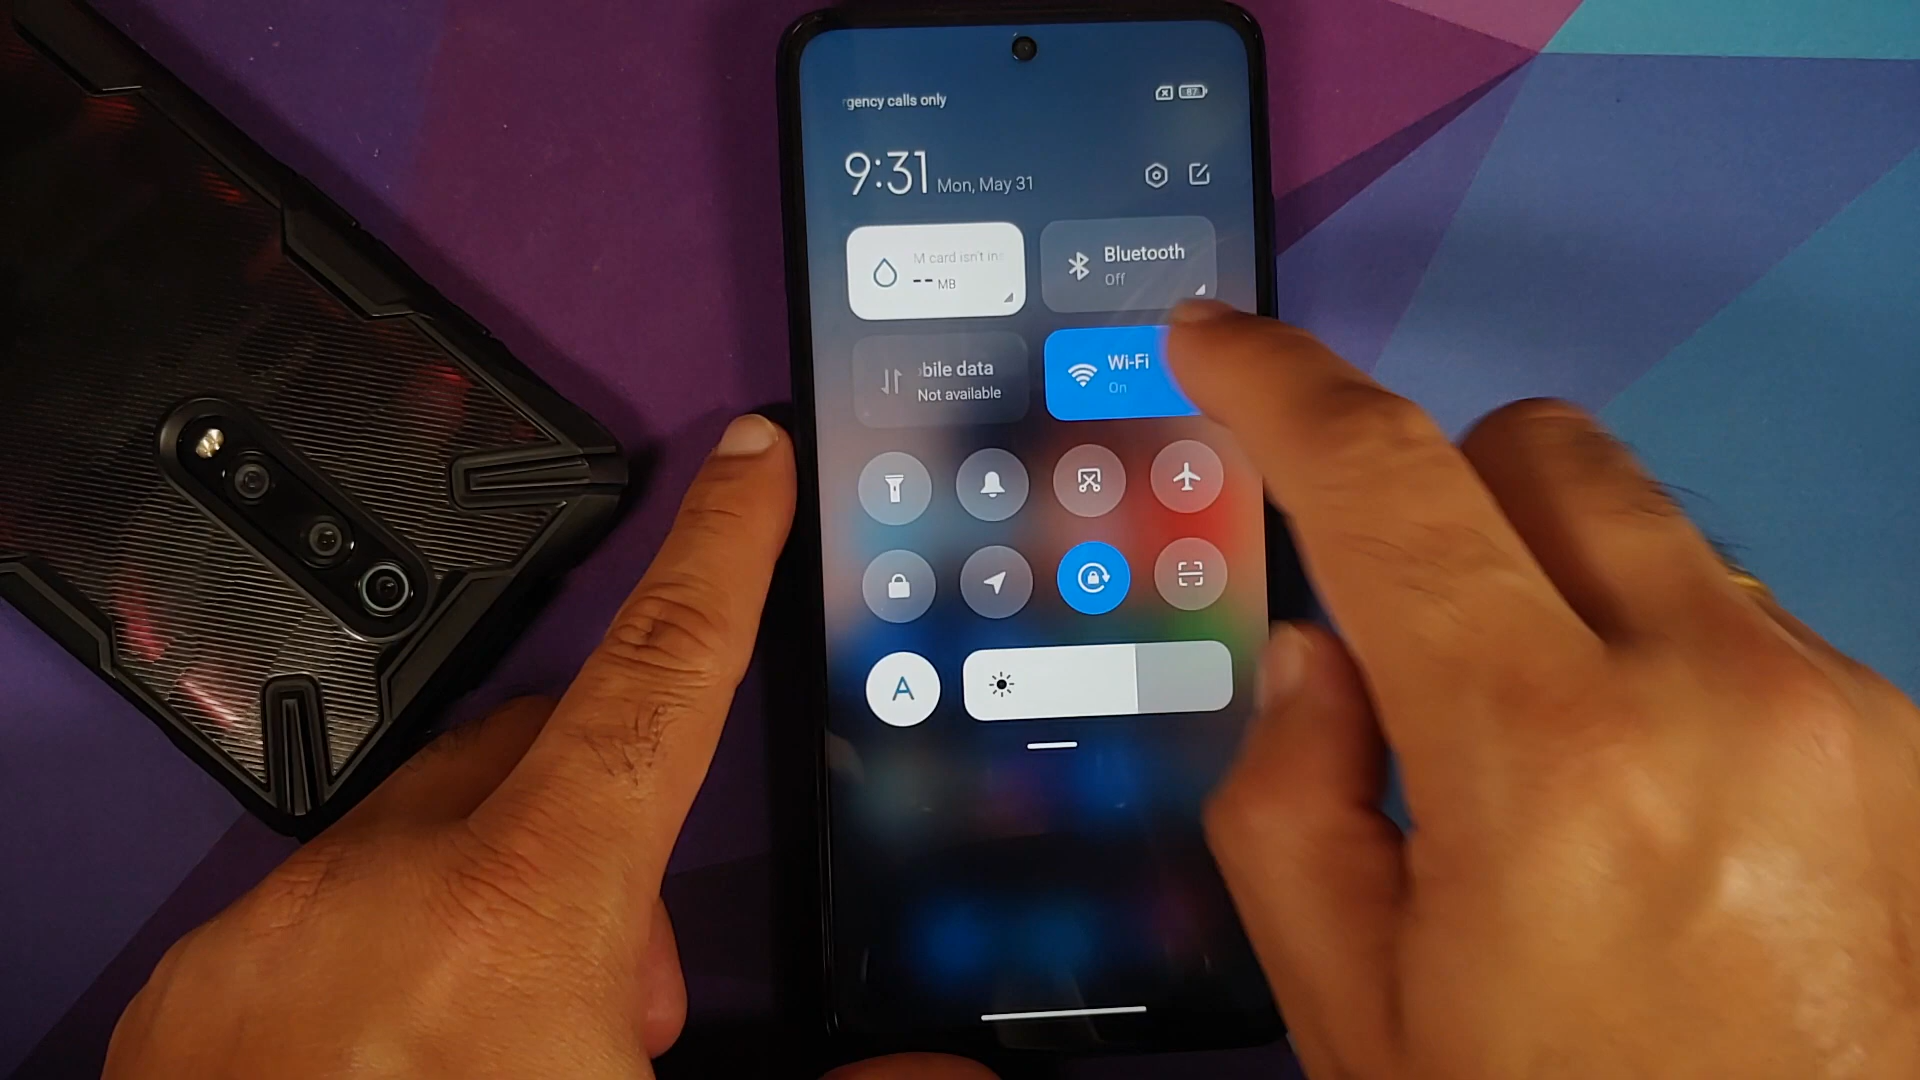 gency calls only
87
9:31 Mon, May 31
M card isn't in
-- MB
Bluetooth
Off
bile data
Not available
Wi-Fi
On
A